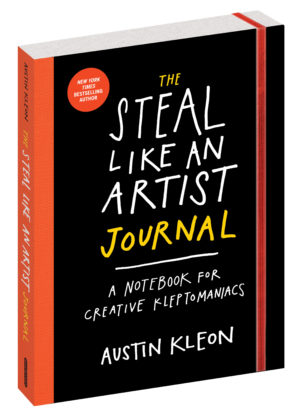 NEW YORK
TIMES
BESTSELLING
AUTHOR
THE
STEAL
LIKE AN
ARTIST
JOURNAL
A NOTEBOOK FOR
CREATIVE KLEPTOMANIACS
AUSTIN KLEON
AUSTIN KLEON THE STEAL LIKE AN ARTIST JOURNAL